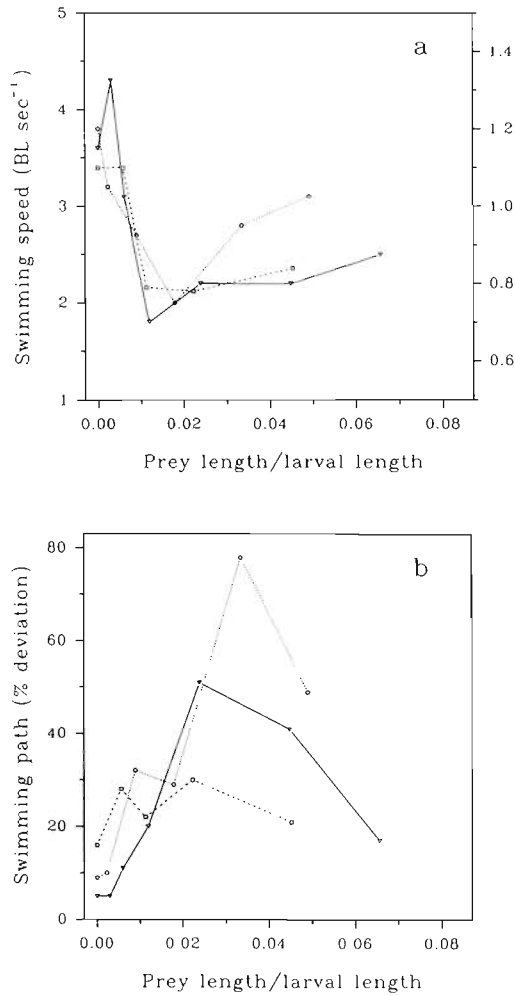 a
5
4
3
2
1
1.4
1.2
1.0
0.8
0.6
Swimming speed (BL sec⁻¹)
0.00 0.02 0.04 0.06 0.08
Prey length/larval length
b
80
60
40
20
0
Swimming path (% deviation)
0.00 0 02 0 04 0 06 0 08
Prey length/larval length